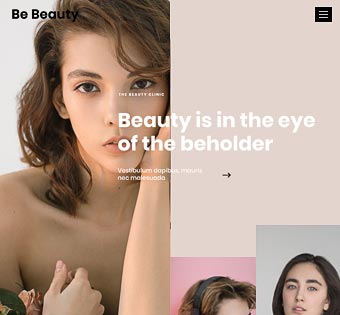 Be Beauty
THE BEAUTY CLINIC
Beauty is in the eye
of the beholder
Vestibulum dapibus, mauris
nec malesuada